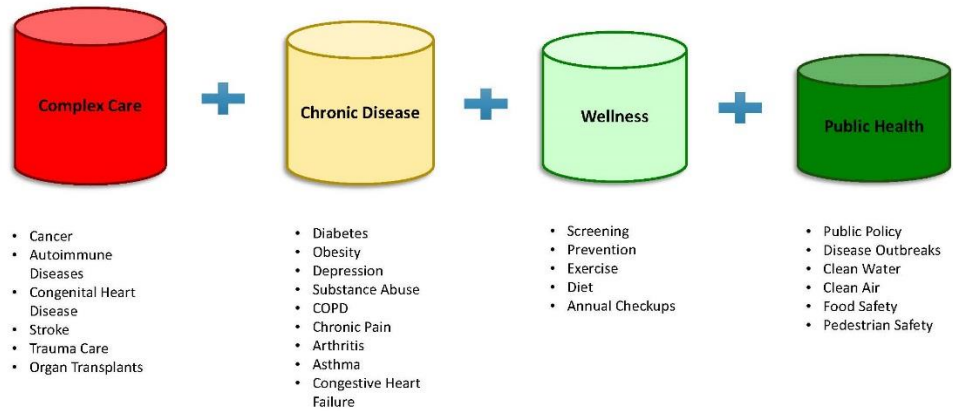 Complex Care
Chronic Disease
Wellness
Public Health
• Cancer
• Autoimmune
Diseases
• Congenital Heart
Disease
• Stroke
• Trauma Care
• Organ Transplants
• Diabetes
• Obesity
• Depression
• Substance Abuse
• COPD
• Chronic Pain
• Arthritis
• Asthma
• Congestive Heart
Failure
• Screening
• Prevention
• Exercise
• Diet
• Annual Checkups
• Public Policy
• Disease Outbreaks
• Clean Water
• Clean Air
• Food Safety
• Pedestrian Safety